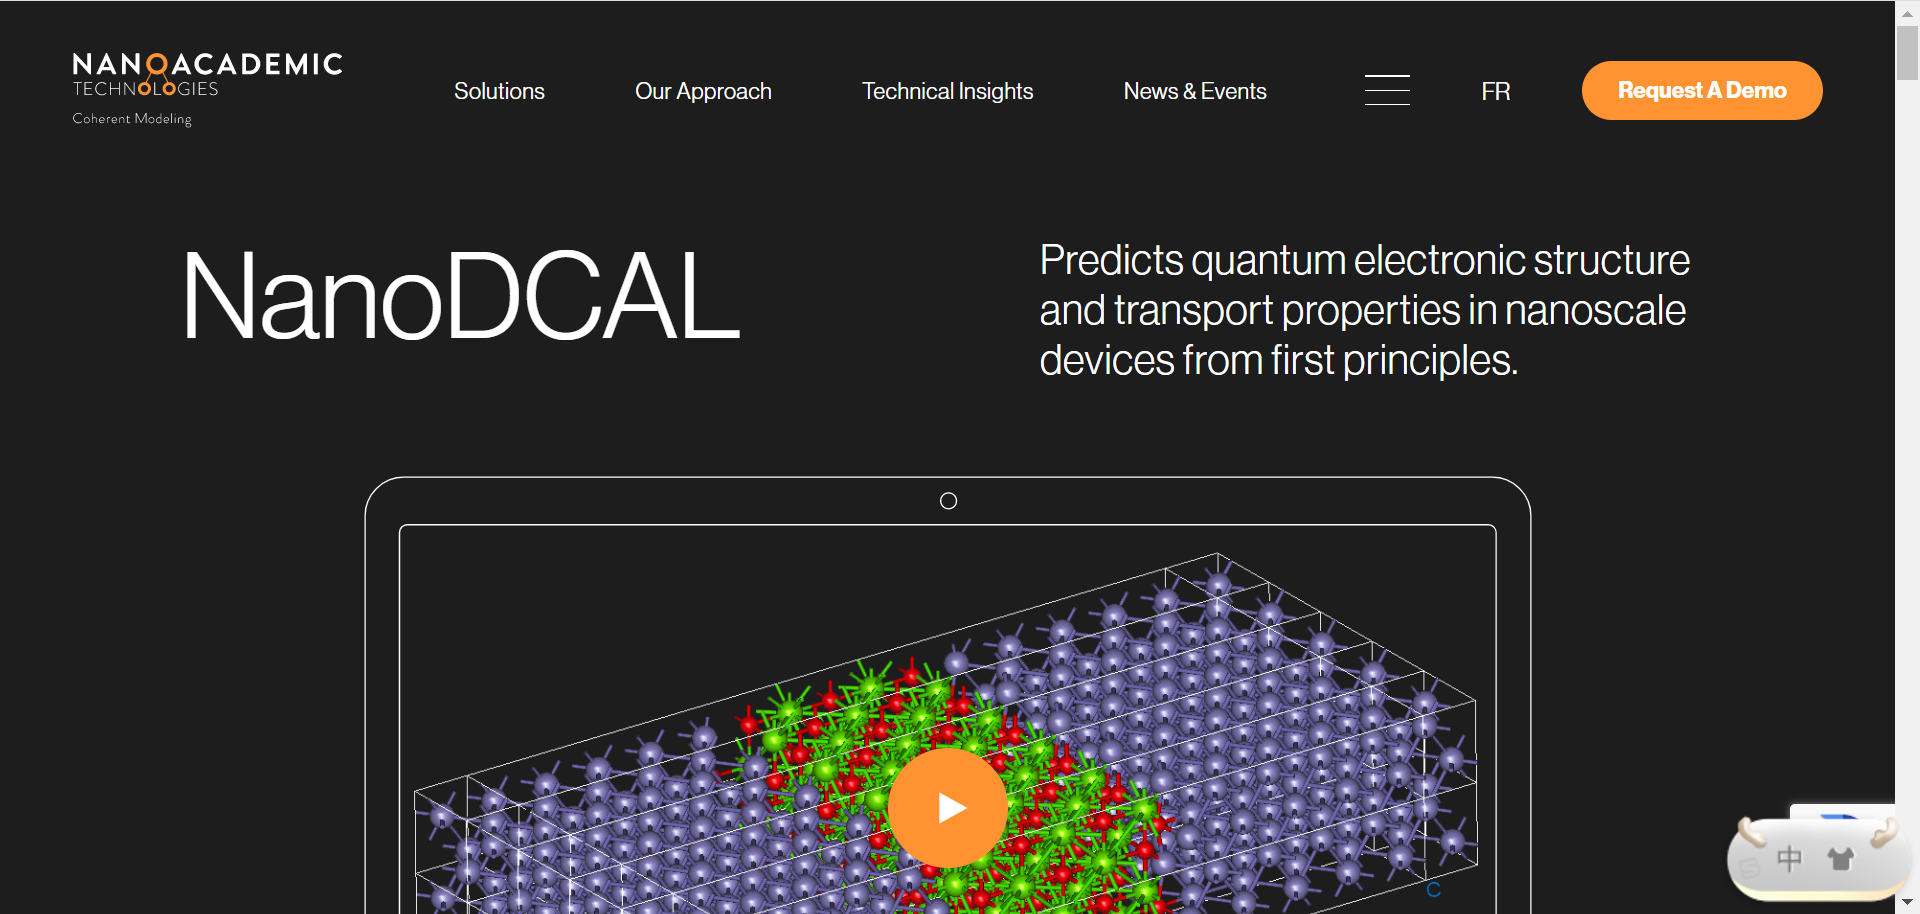 NANOACADEMIC
TECHNOLOGIES
Coherent Modeling
Solutions
Our Approach
Technical Insights
News & Events
FR
Request A Demo
NanoDCAL
Predicts quantum electronic structure
and transport properties in nanoscale
devices from first principles.
C
S 中